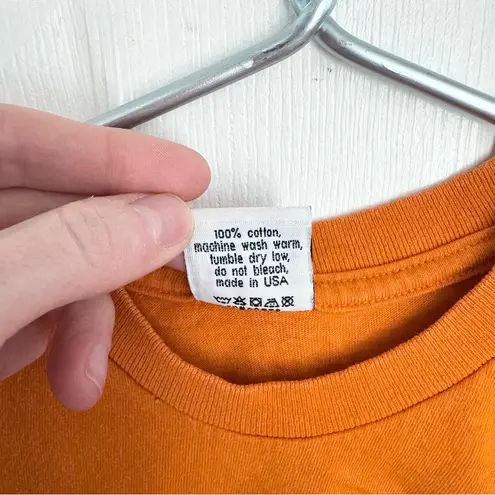 100% cotton,
machine wash warm,
tumble dry low,
do not bleach,
made in USA